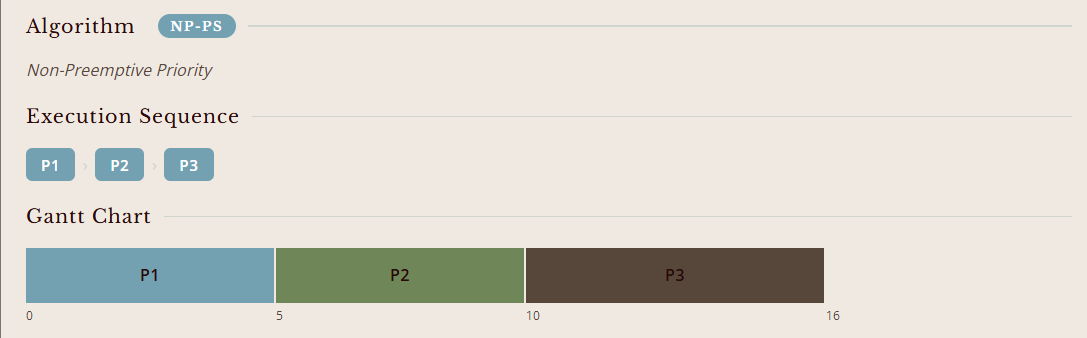 Algorithm NP-PS
Non-Preemptive Priority
Execution Sequence
P1 › P2 › P3
Gantt Chart
P1 P2 P3
0 5 10 16